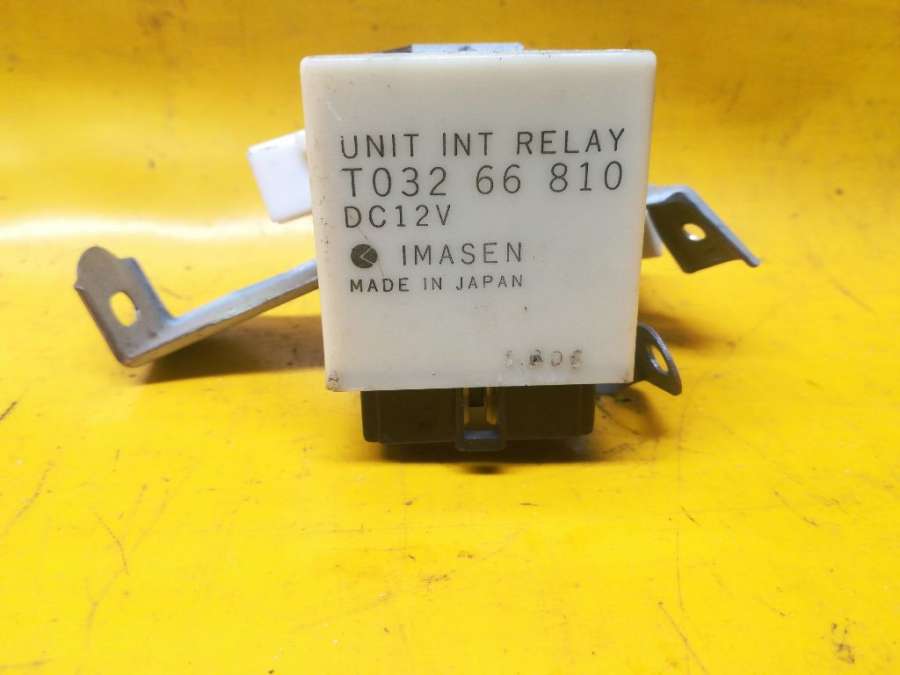 UNIT INT RELAY
T032 66 810
DC12V
IMASEN
MADE IN JAPAN